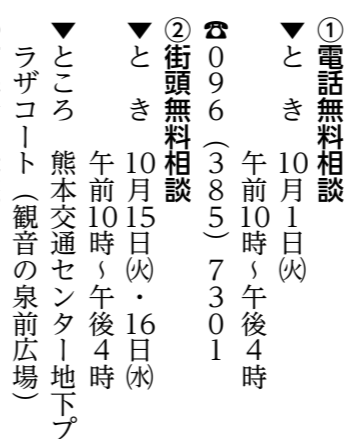 ①電話無料相談
▼と　き　10月1日㈫
午前10時～午後4時
☎096（385）7301
②街頭無料相談
▼と　き　10月15日㈫・16日㈬
午前10時～午後4時
▼ところ　熊本交通センター地下プ
ラザコート（観音の泉前広場）